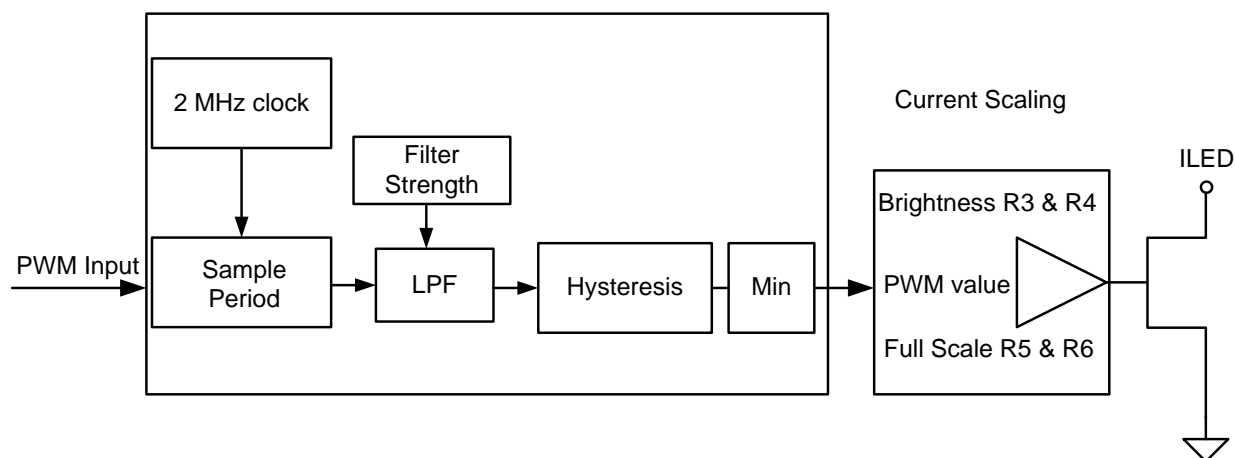 2 MHz clock
Current Scaling
Filter
Strength
ILED
Brightness R3 & R4
PWM Input
Sample
Period
LPF
Hysteresis
Min
PWM value
Full Scale R5 & R6